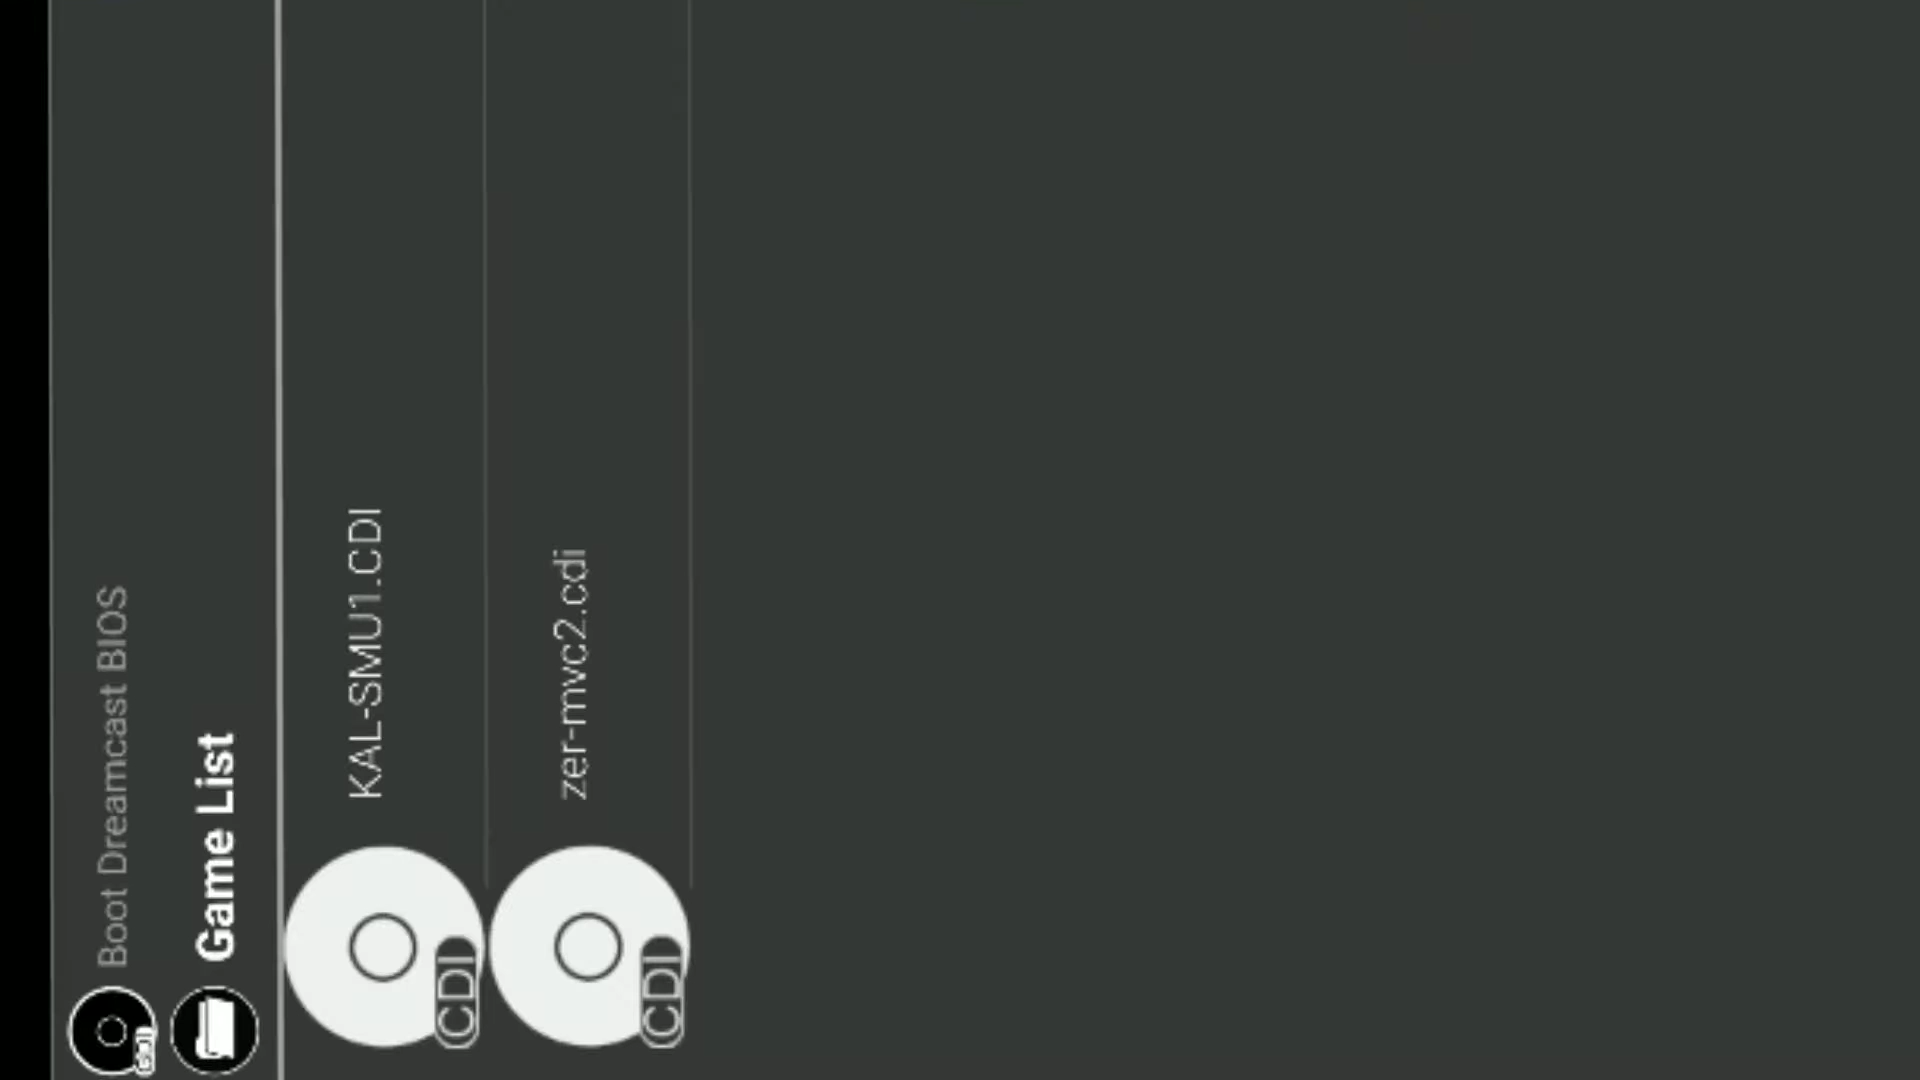 Boot Dreamcast BIOS
Game List
KAL-SMU1.CDI
CDI
zer-mvc2.cdi
CDI